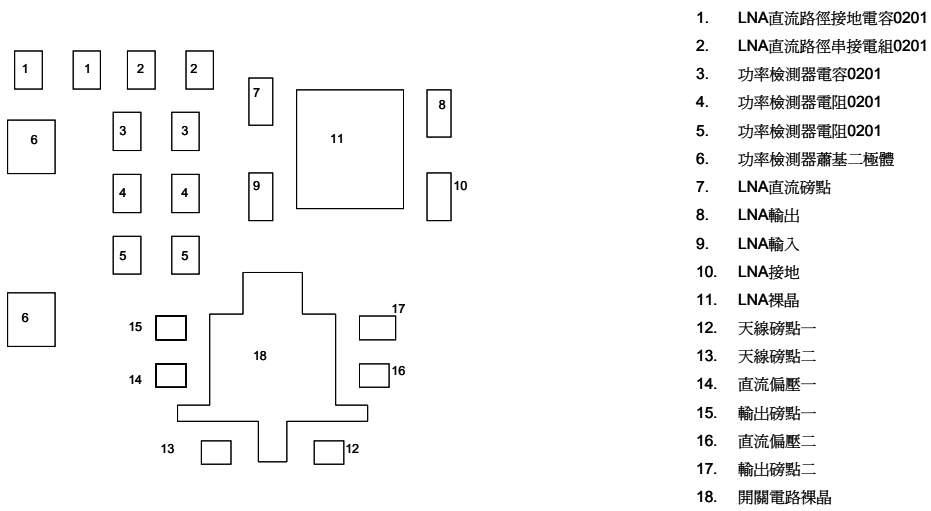 1. LNA直流路徑接地電容0201
2. LNA直流路徑串接電組0201
3. 功率檢測器電容0201
4. 功率檢測器電阻0201
5. 功率檢測器電阻0201
6. 功率檢測器蕭基二極體
7. LNA直流磅點
8. LNA輸出
9. LNA輸入
10. LNA接地
11. LNA裸晶
12. 天線磅點一
13. 天線磅點二
14. 直流偏壓一
15. 輸出磅點一
16. 直流偏壓二
17. 輸出磅點二
18. 開關電路裸晶
1 1 2 2
7
8
6
3 3
11
4 4
9
10
5 5
6
15
17
18
14
16
13
12